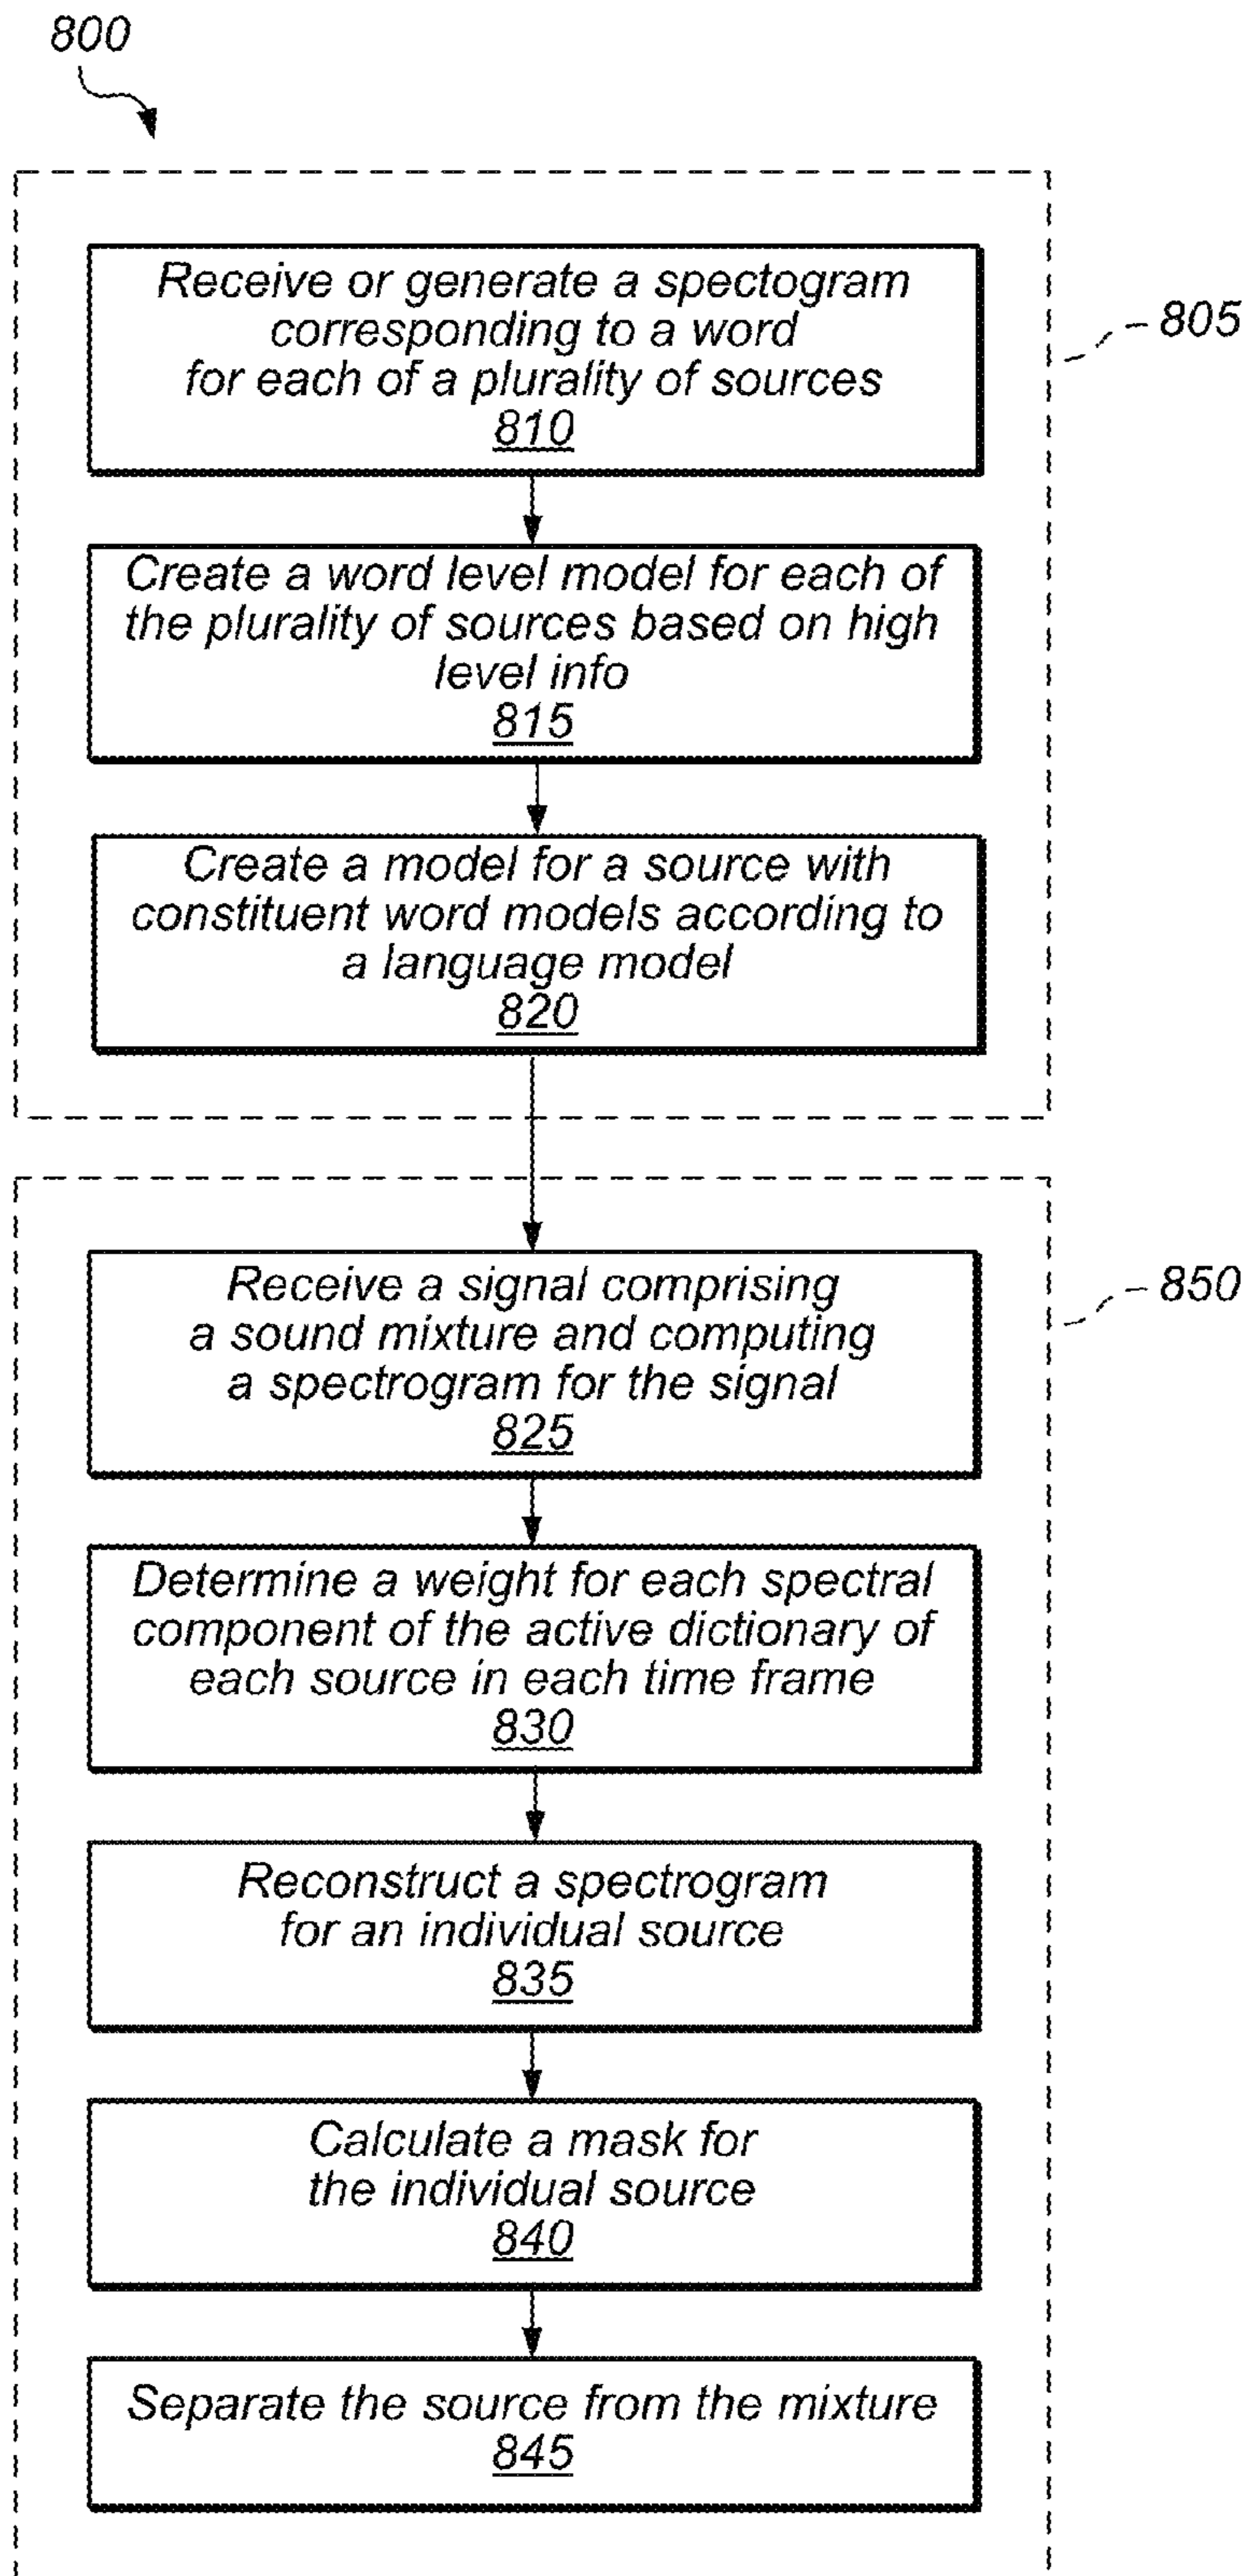 800
Receive or generate a spectogram
corresponding to a word
for each of a plurality of sources
810
805
Create a word level model for each of
the plurality of sources based on high
level info
815
Create a model for a source with
constituent word models according to
a language model
820
Receive a signal comprising
a sound mixture and computing
a spectrogram for the signal
825
850
Determine a weight for each spectral
component of the active dictionary of
each source in each time frame
830
Reconstruct a spectrogram
for an individual source
835
Calculate a mask for
the individual source
840
Separate the source from the mixture
845